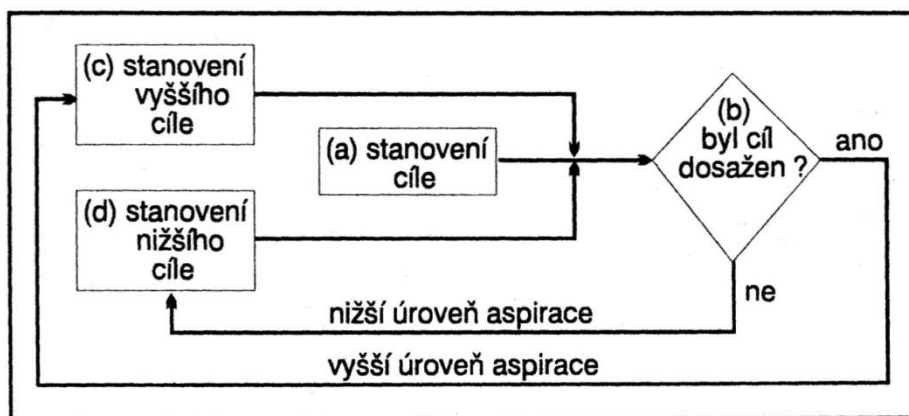 (c) stanovení
vyššího
cíle
(a) stanovení
cíle
(b)
byl cíl
dosažen ?
ano
(d) stanovení
nižšího
cíle
ne
nižší úroveň aspirace
vyšší úroveň aspirace